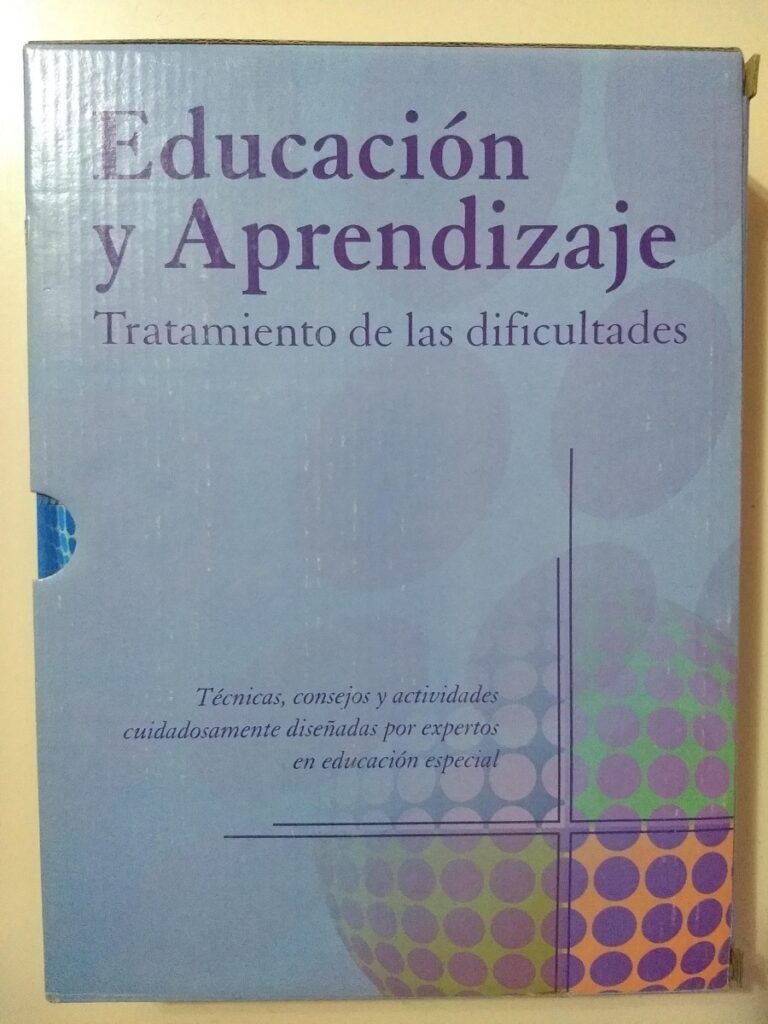 Educación
y Aprendizaje
Tratamiento de las dificultades
Técnicas, consejos y actividades
cuidadosamente diseñadas por expertos
en educación especial